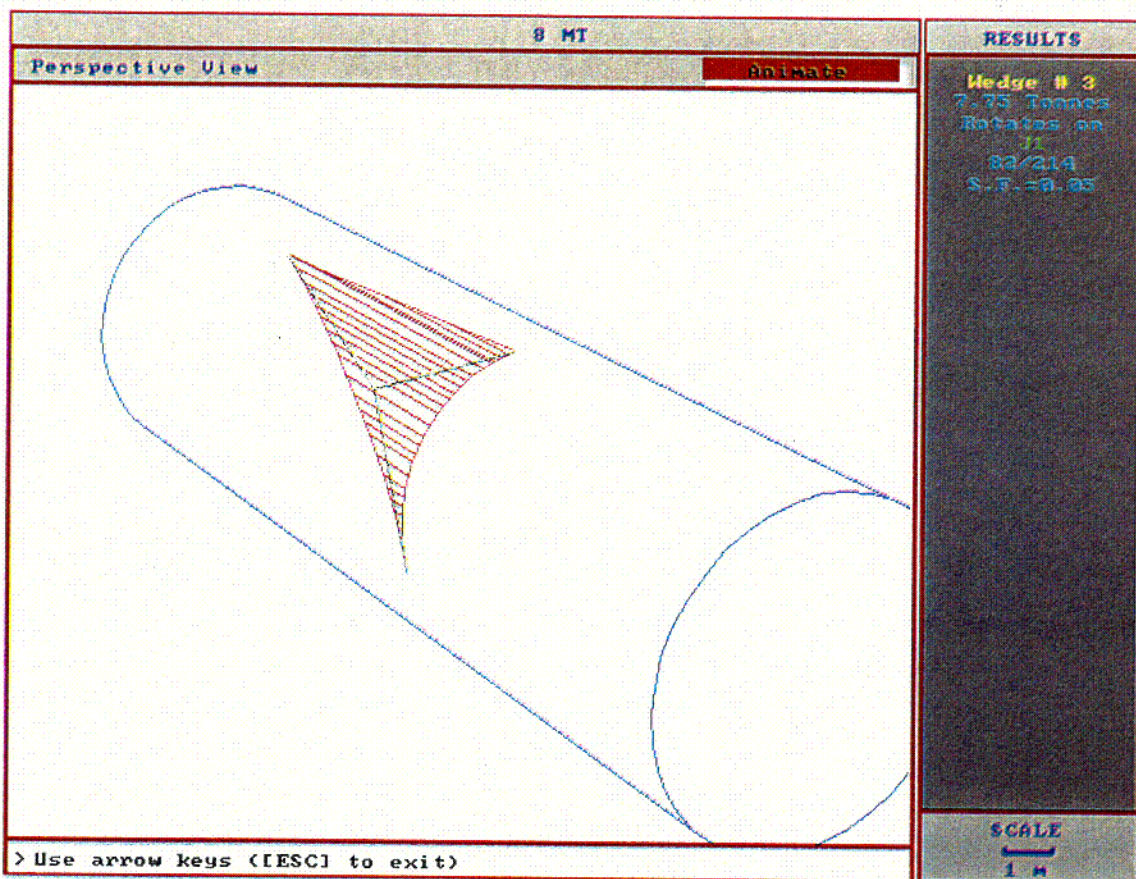 8 MT
Perspective View
Animate
RESULTS
Wedge # 3
7.75 Tonnes
Rotates on
J1
82/214
S.F.=0.05
SCALE
1 m
>Use arrow keys ([ESC] to exit)